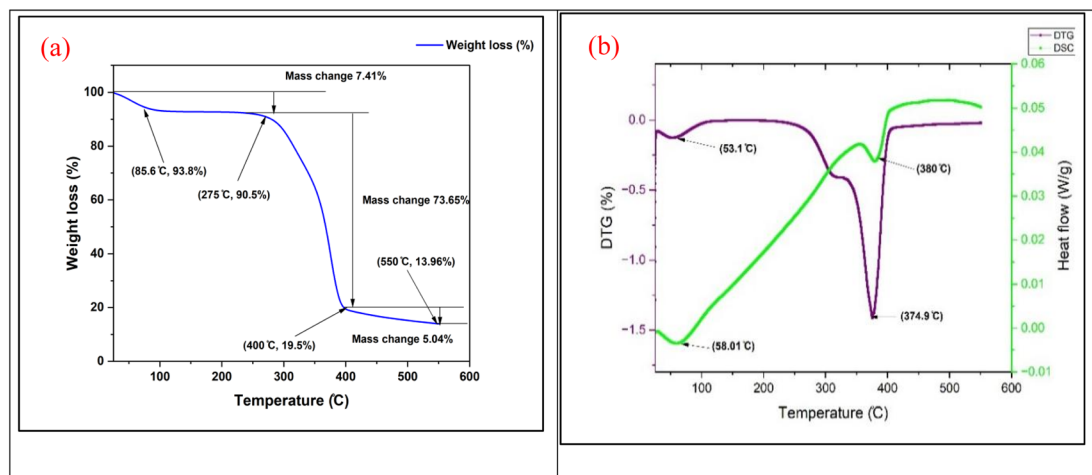 (a)
Weight loss (%)
Mass change 7.41%
100
80
60
40
20
0
Weight loss (%)
(85.6 ℃, 93.8%)
(275 ℃, 90.5%)
Mass change 73.65%
(550 ℃, 13.96%)
(400 ℃, 19.5%)
Mass change 5.04%
100
200
300
400
500
600
Temperature (℃)
(b)
DTG
DSC
0.0
-0.5
-1.0
-1.5
DTG (%)
(53.1 ℃)
(380 ℃)
(374.9 ℃)
(58.01 ℃)
0.06
0.05
0.04
0.03
0.02
0.01
0.00
-0.01
Heat flow (W/g)
100
200
300
400
500
600
Temperature (℃)